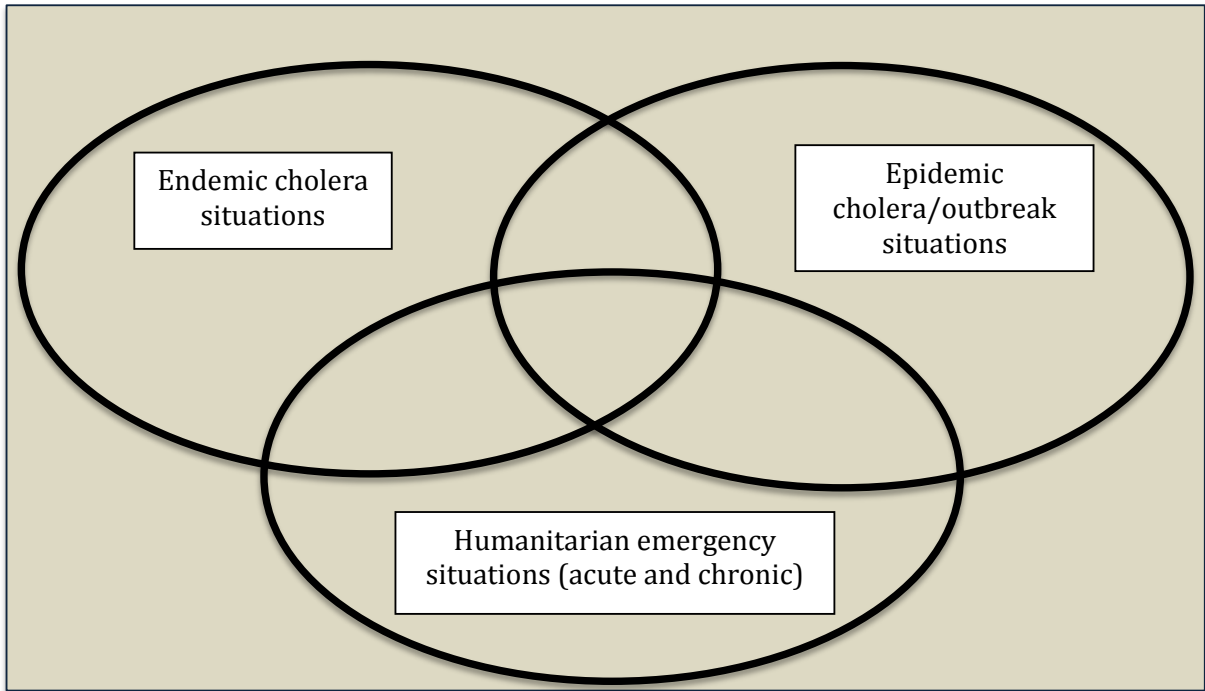 Endemic cholera
situations
Epidemic
cholera/outbreak
situations
Humanitarian emergency
situations (acute and chronic)